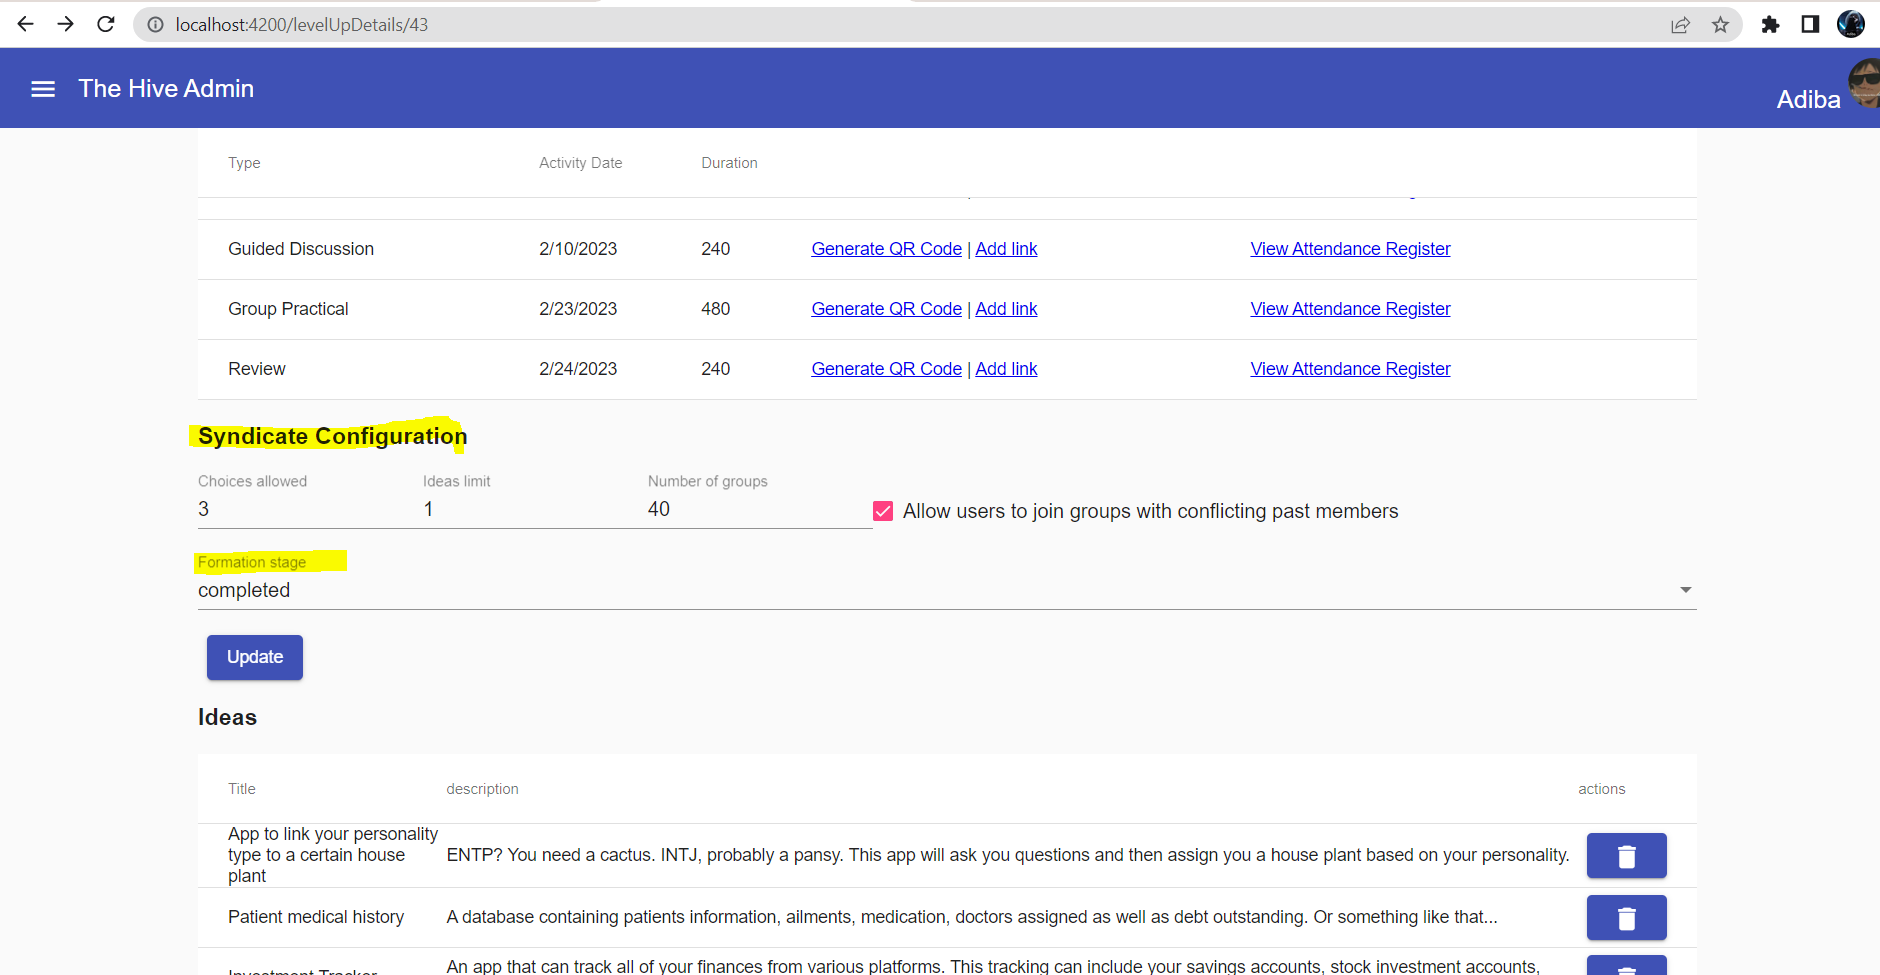 localhost:4200/levelUpDetails/43
The Hive Admin
Adiba
Type Activity Date Duration
Guided Discussion 2/10/2023 240 Generate QR Code | Add link View Attendance Register
Group Practical 2/23/2023 480 Generate QR Code | Add link View Attendance Register
Review 2/24/2023 240 Generate QR Code | Add link View Attendance Register
Syndicate Configuration
Choices allowed Ideas limit Number of groups
3 1 40 Allow users to join groups with conflicting past members
Formation stage
completed
Update
Ideas
Title description actions
App to link your personality
type to a certain house
plant
ENTP? You need a cactus. INTJ, probably a pansy. This app will ask you questions and then assign you a house plant based on your personality.
Patient medical history A database containing patients information, ailments, medication, doctors assigned as well as debt outstanding. Or something like that...
An app that can track all of your finances from various platforms. This tracking can include your savings accounts, stock investment accounts,
Investment Tracker